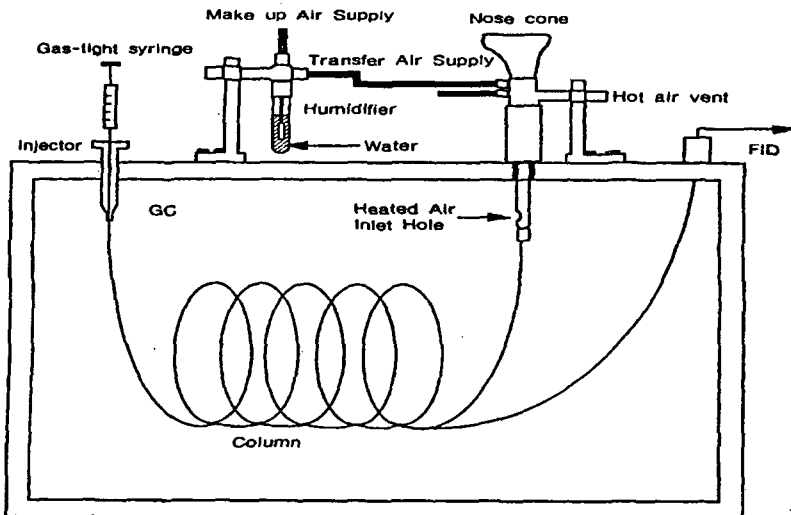 Make up Air Supply
Nose cone
Gas-tight syringe
Transfer Air Supply
Hot air vent
Humidifier
Injector
Water
FID
GC
Heated Air
Inlet Hole
Column